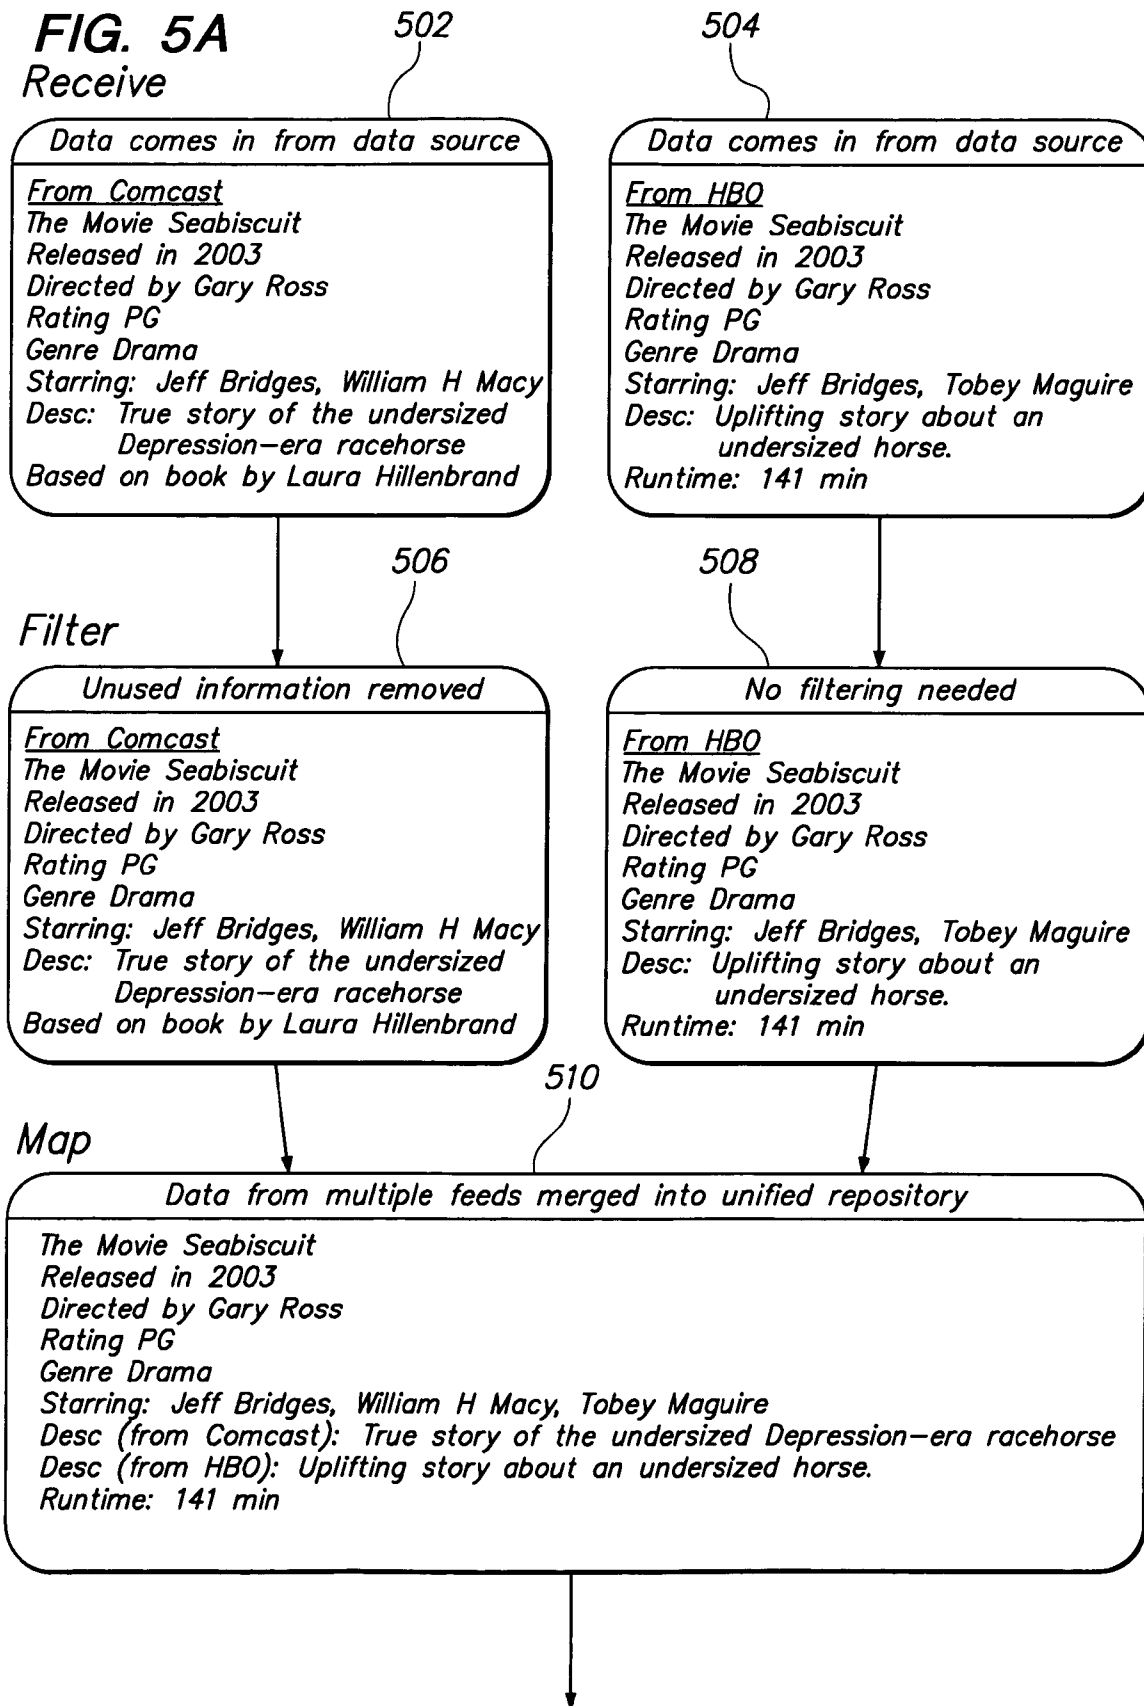 FIG. 5A
502
504
Receive
Data comes in from data source
From Comcast
The Movie Seabiscuit
Released in 2003
Directed by Gary Ross
Rating PG
Genre Drama
Starring: Jeff Bridges, William H Macy
Desc: True story of the undersized
Depression–era racehorse
Based on book by Laura Hillenbrand
Data comes in from data source
From HBO
The Movie Seabiscuit
Released in 2003
Directed by Gary Ross
Rating PG
Genre Drama
Starring: Jeff Bridges, Tobey Maguire
Desc: Uplifting story about an
undersized horse.
Runtime: 141 min
506
508
Filter
Unused information removed
From Comcast
The Movie Seabiscuit
Released in 2003
Directed by Gary Ross
Rating PG
Genre Drama
Starring: Jeff Bridges, William H Macy
Desc: True story of the undersized
Depression–era racehorse
Based on book by Laura Hillenbrand
No filtering needed
From HBO
The Movie Seabiscuit
Released in 2003
Directed by Gary Ross
Rating PG
Genre Drama
Starring: Jeff Bridges, Tobey Maguire
Desc: Uplifting story about an
undersized horse.
Runtime: 141 min
510
Map
Data from multiple feeds merged into unified repository
The Movie Seabiscuit
Released in 2003
Directed by Gary Ross
Rating PG
Genre Drama
Starring: Jeff Bridges, William H Macy, Tobey Maguire
Desc (from Comcast): True story of the undersized Depression–era racehorse
Desc (from HBO): Uplifting story about an undersized horse.
Runtime: 141 min